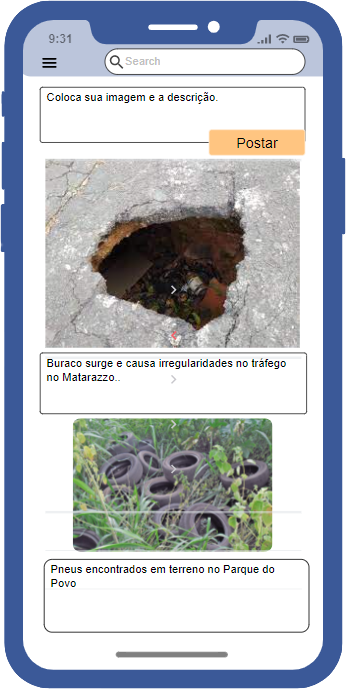 9:31
Search
Coloca sua imagem e a descrição.
Postar
Buraco surge e causa irregularidades no tráfego
no Matarazzo..
Pneus encontrados em terreno no Parque do
Povo